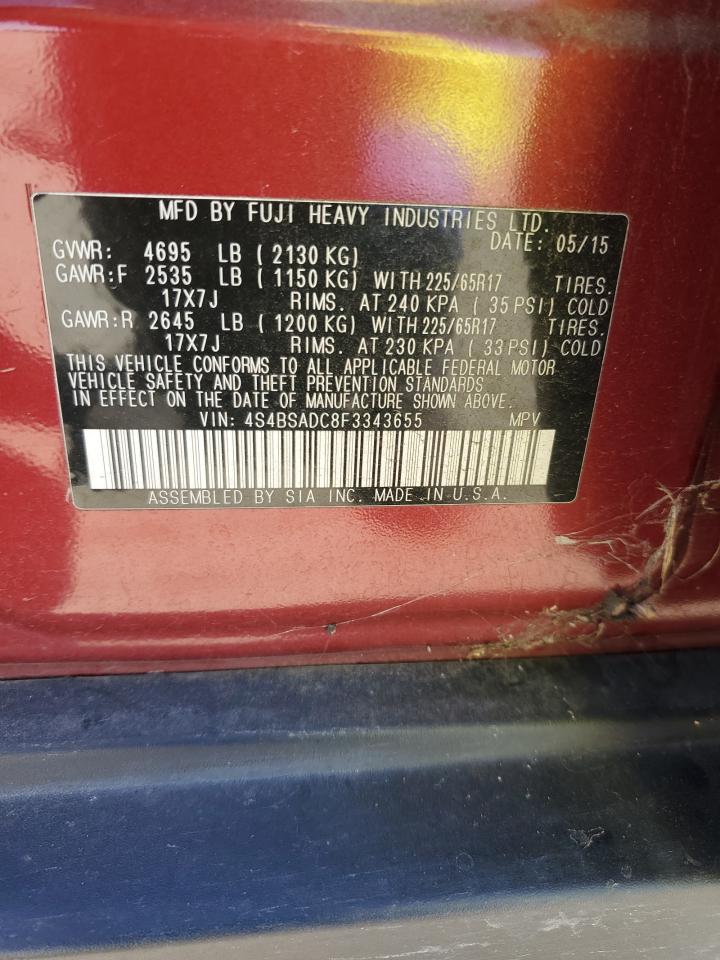 MFD BY FUJI HEAVY INDUSTRIES LTD.
DATE: 05/15
GVWR: 4695 LB ( 2130 KG)
GAWR:F 2535 LB ( 1150 KG) WITH 225/65R17 TIRES.
17X7J RIMS. AT 240 KPA ( 35 PSI) COLD
GAWR:R 2645 LB ( 1200 KG) WITH 225/65R17 TIRES.
17X7J RIMS. AT 230 KPA ( 33 PSI) COLD
THIS VEHICLE CONFORMS TO ALL APPLICABLE FEDERAL MOTOR
VEHICLE SAFETY AND THEFT PREVENTION STANDARDS
IN EFFECT ON THE DATE OF MANUFACTURE SHOWN ABOVE.
VIN: 4S4BSADC8F3343655 MPV
ASSEMBLED BY SIA INC. MADE IN U.S.A.